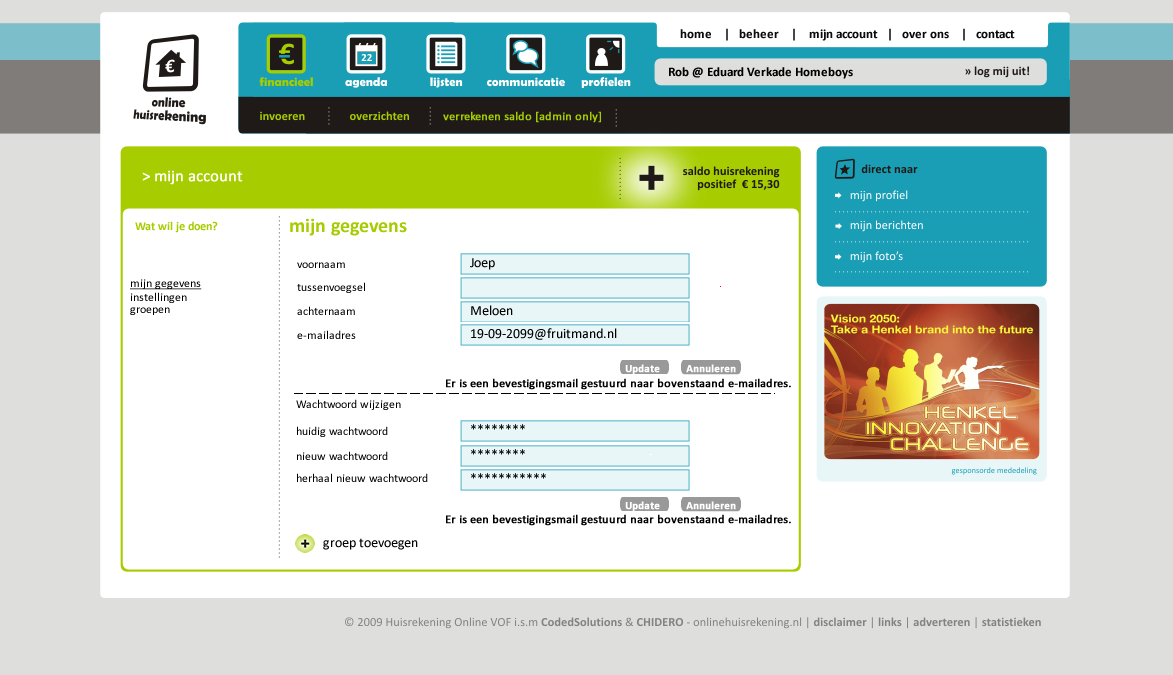 home | beheer | mijn account | over ons | contact
€
€
22
online
huisrekening
financieel
agenda
lijsten
communicatie
profielen
Rob @ Eduard Verkade Homeboys
» log mij uit!
invoeren
overzichten
verrekenen saldo [admin only]
> mijn account
saldo huisrekening
positief € 15,30
Wat wil je doen?
mijn gegevens
instellingen
groepen
mijn gegevens
voornaam Joep
tussenvoegsel
achternaam Meloen
e-mailadres 19-09-2099@fruitmand.nl
Update Annuleren
Er is een bevestigingsmail gestuurd naar bovenstaand e-mailadres.
Wachtwoord wijzigen
huidig wachtwoord ********
nieuw wachtwoord ********
herhaal nieuw wachtwoord ***********
Update Annuleren
Er is een bevestigingsmail gestuurd naar bovenstaand e-mailadres.
groep toevoegen
direct naar
mijn profiel
mijn berichten
mijn foto's
Vision 2050:
Take a Henkel brand into the future
HENKEL
INNOVATION
CHALLENGE
gesponsorde mededeling
© 2009 Huisrekening Online VOF i.s.m CodedSolutions & CHIDERO - onlinehuisrekening.nl | disclaimer | links | adverteren | statistieken